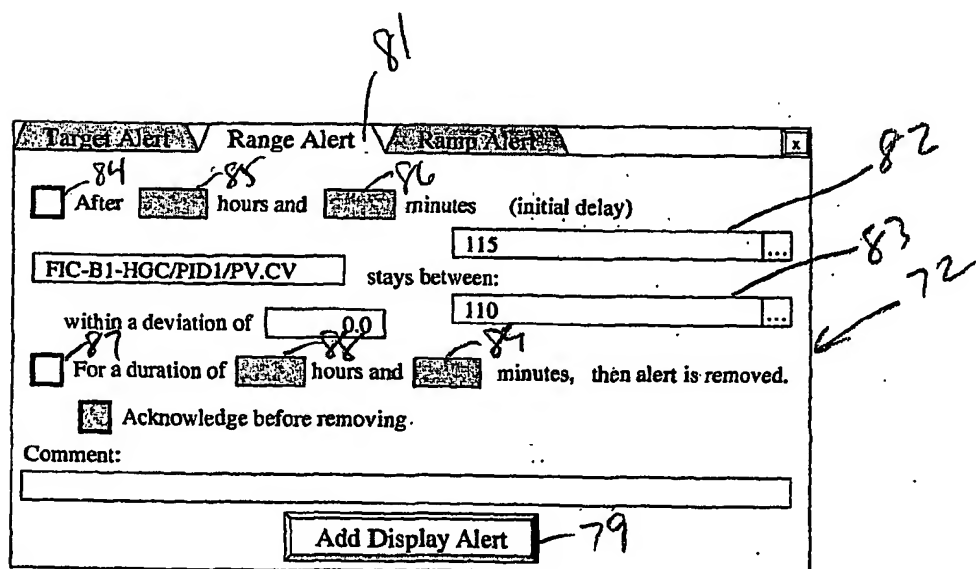 81
Target Alert Range Alert Ramp Alert x
82
84 85 86
After hours and minutes (initial delay)
115 ...
83
FIC-B1-HGC/PID1/PV.CV stays between:
72
110 ...
within a deviation of 0.0
87 88 89
For a duration of hours and minutes, then alert is removed.
Acknowledge before removing.
Comment:
Add Display Alert 79